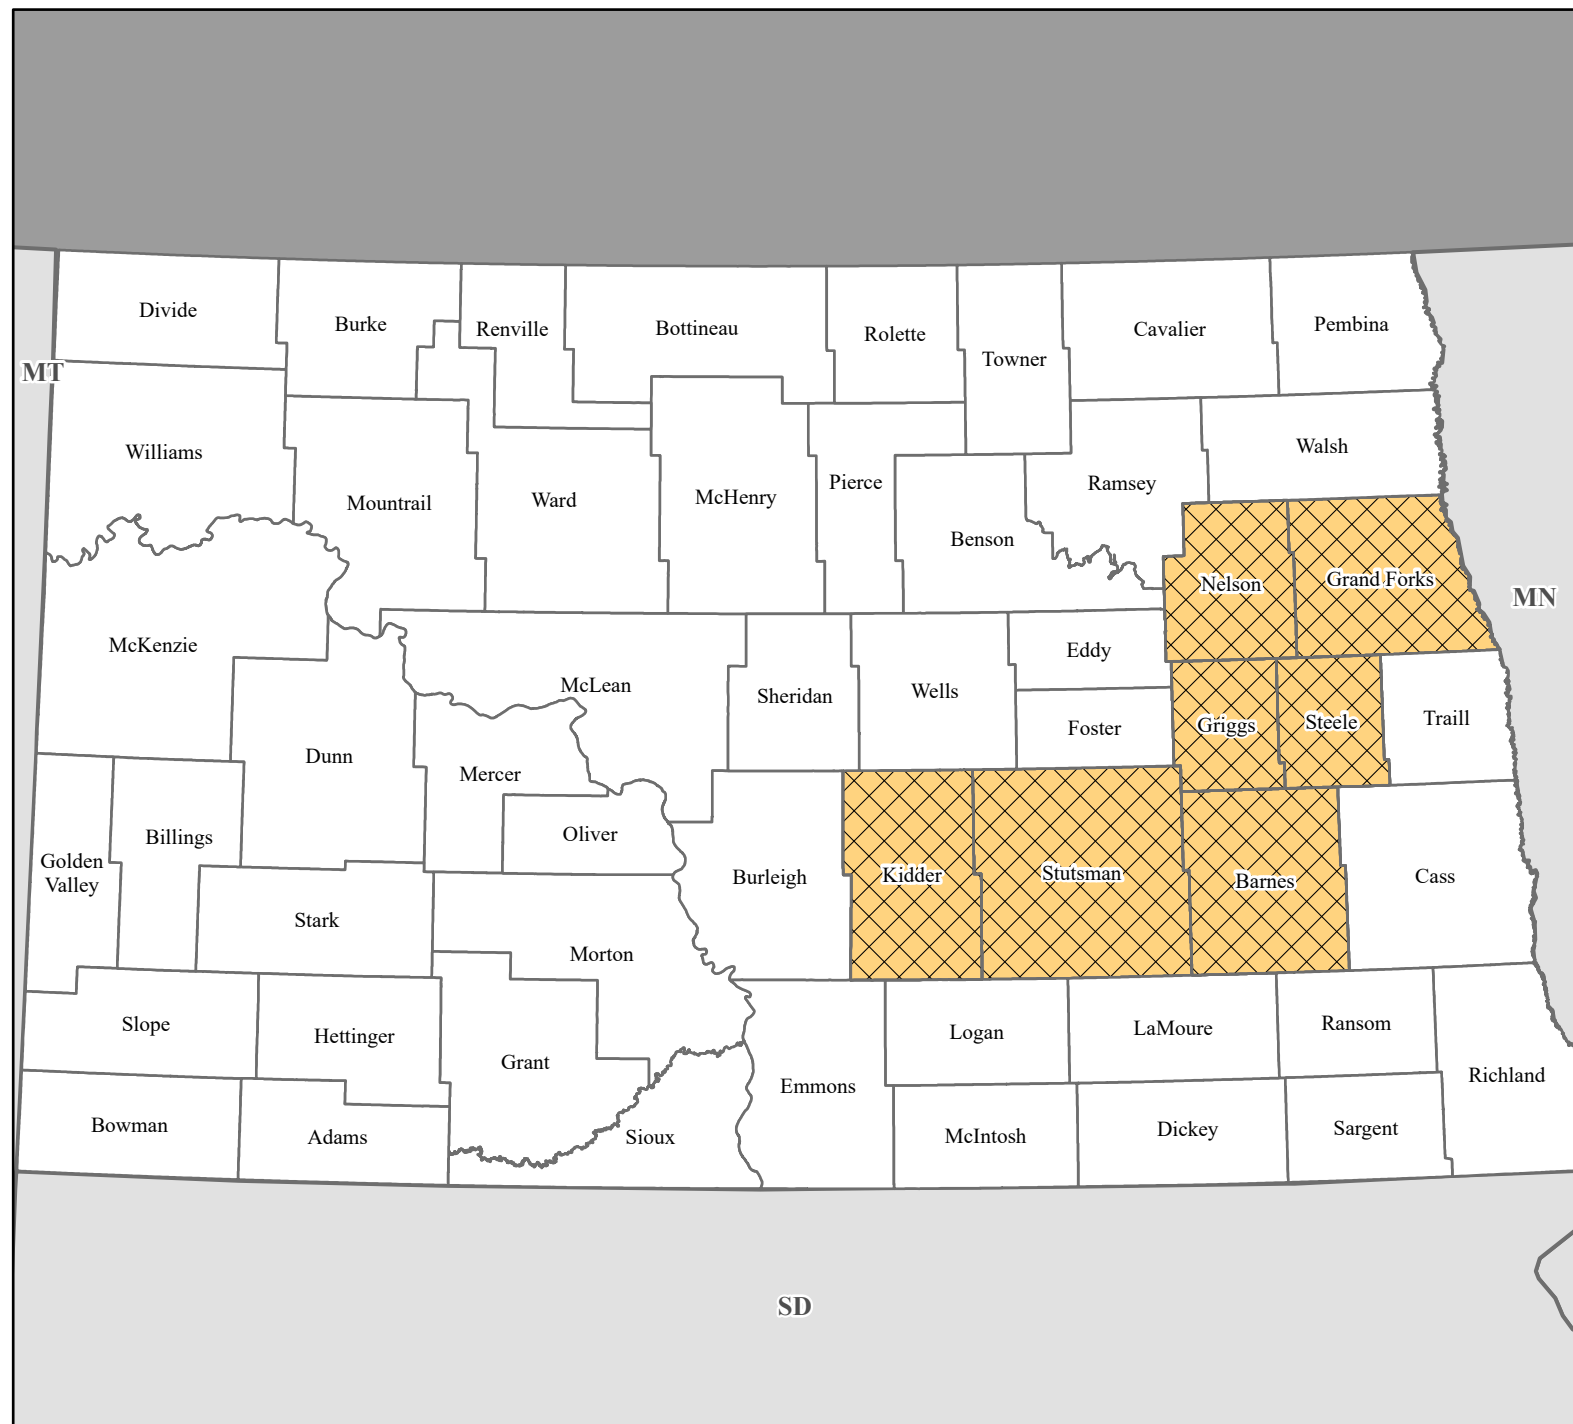 Divide
Burke
Renville
Bottineau
Rolette
Towner
Cavalier
Pembina
MT
Williams
Mountrail
Ward
McHenry
Pierce
Benson
Ramsey
Walsh
Nelson
Grand Forks
MN
McKenzie
McLean
Sheridan
Wells
Eddy
Foster
Griggs
Steele
Traill
Dunn
Mercer
Oliver
Billings
Golden
Valley
Burleigh
Kidder
Stutsman
Barnes
Cass
Stark
Morton
Slope
Hettinger
Grant
Emmons
Logan
LaMoure
Ransom
Richland
Bowman
Adams
Sioux
McIntosh
Dickey
Sargent
SD